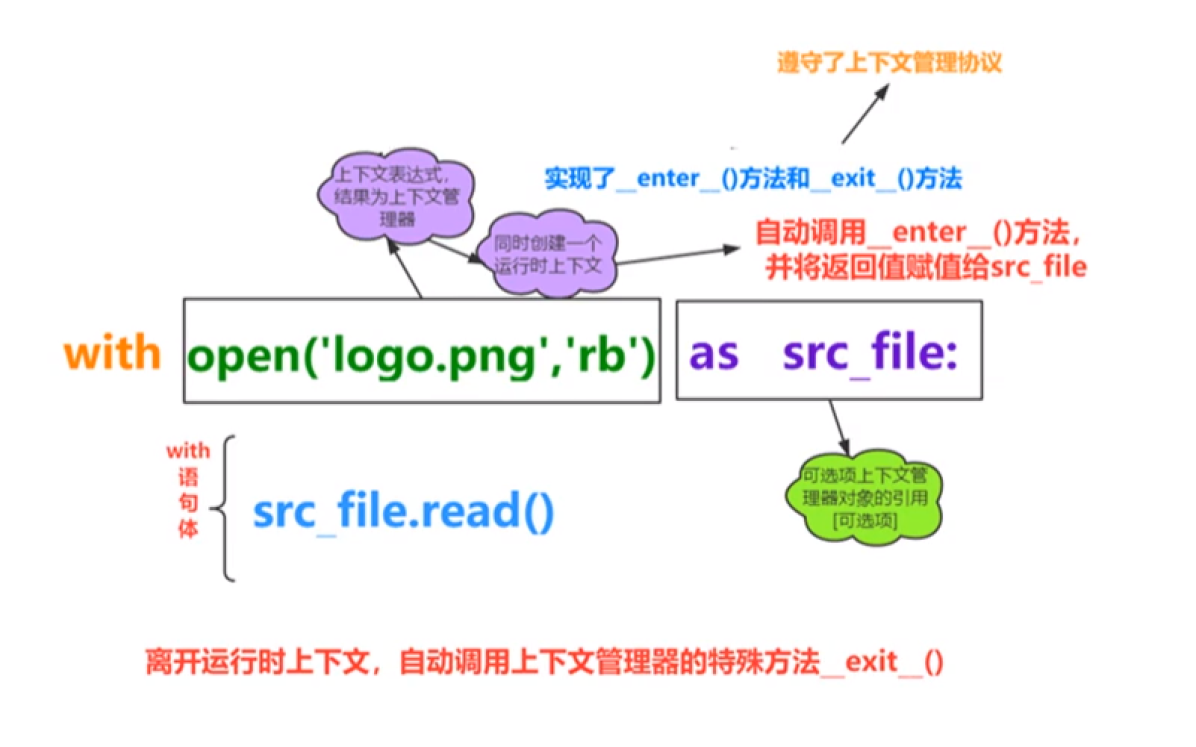 遵守了上下文管理协议
实现了__enter__()方法和__exit__()方法
上下文表达式，
结果为上下文管
理器
同时创建一个
运行时上下文
自动调用__enter__()方法，
并将返回值赋值给src_file
with open('logo.png','rb') as src_file:
with
语
句
体
src_file.read()
可选项上下文管
理器对象的引用
[可选项]
离开运行时上下文，自动调用上下文管理器的特殊方法__exit__()